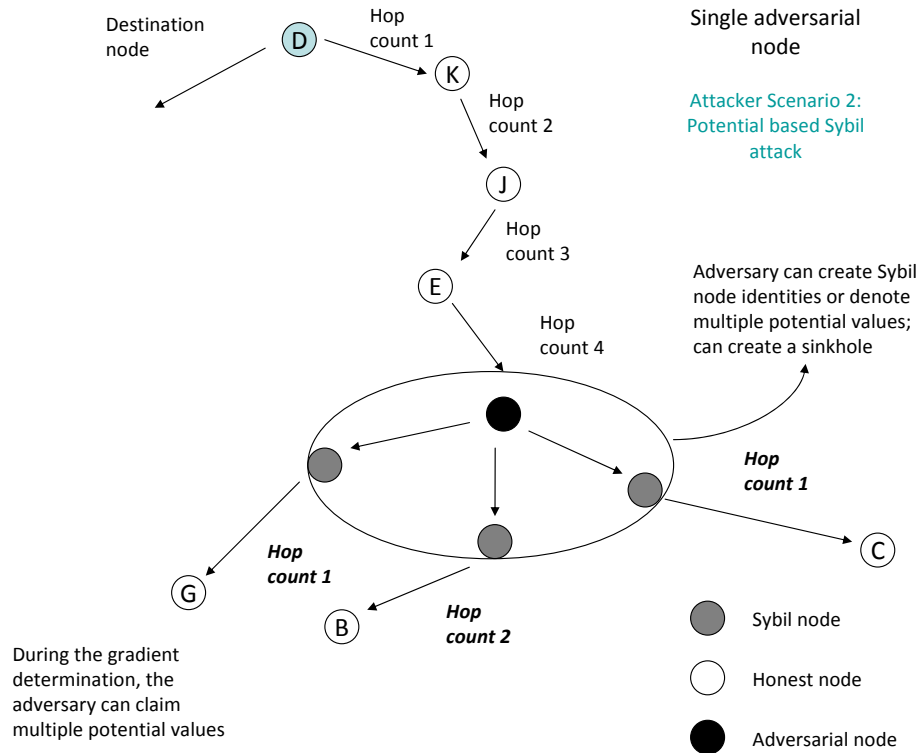 Destination
node
D
Hop
count 1
Single adversarial
node
K
Attacker Scenario 2:
Potential based Sybil
attack
Hop
count 2
J
Hop
count 3
E
Adversary can create Sybil
node identities or denote
multiple potential values;
can create a sinkhole
Hop
count 4
Hop
count 1
C
Hop
count 1
G
B
Hop
count 2
Sybil node
Honest node
Adversarial node
During the gradient
determination, the
adversary can claim
multiple potential values